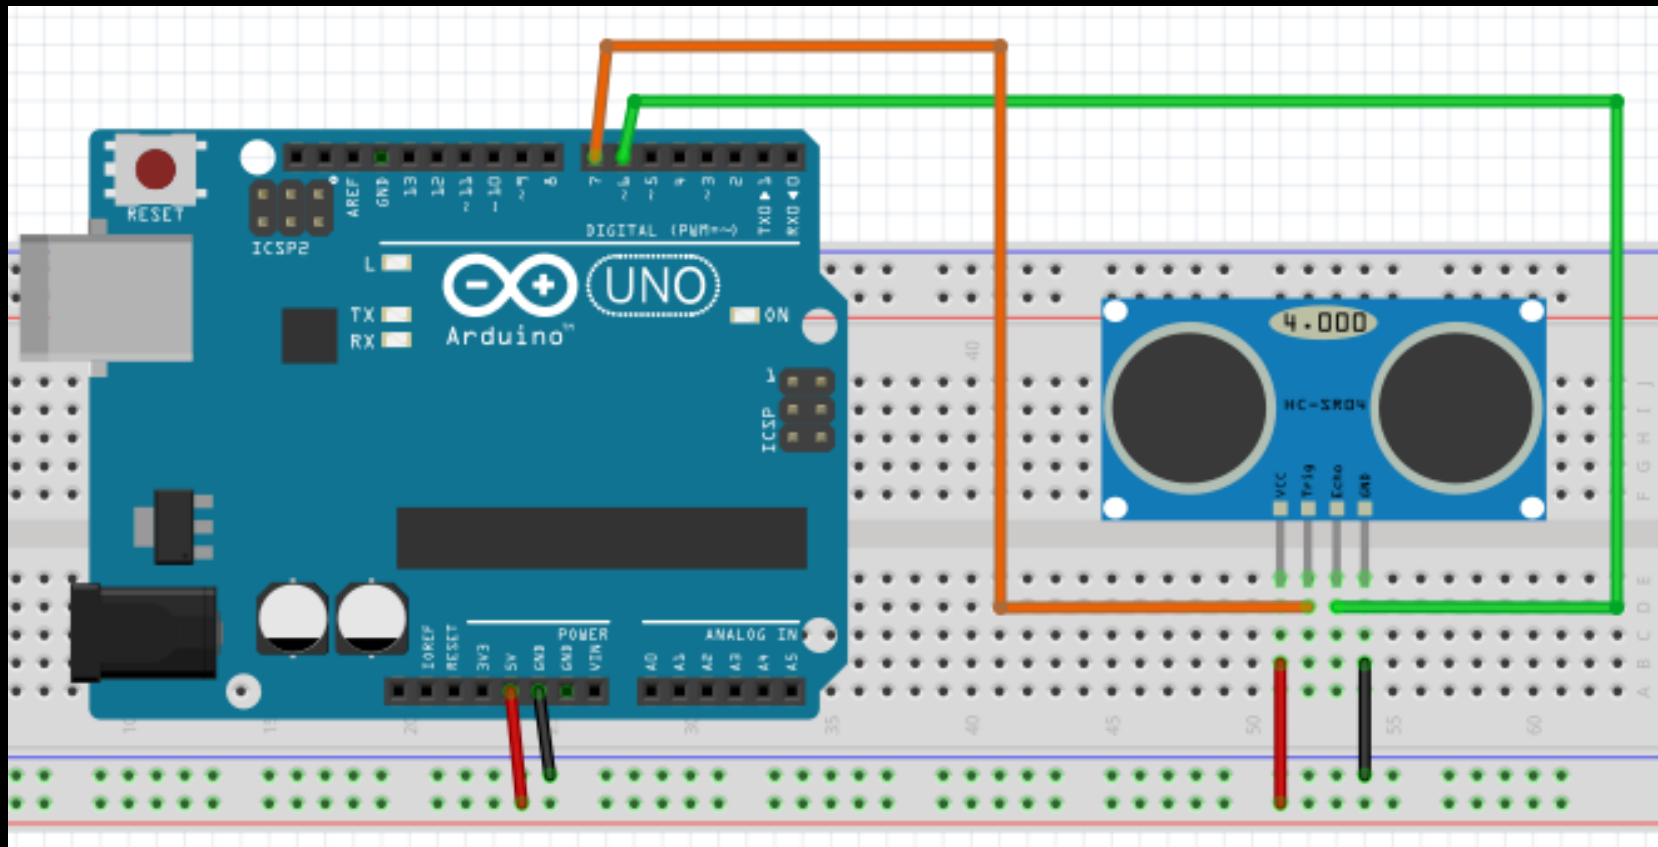 RESET
ICSP2
AREF
GND
13
12
~11
~10
~9
8
7
~6
~5
4
~3
2
TX0▶1
RX0◀0
DIGITAL (PWM=~)
L
TX
RX
UNO
Arduino™
ON
1
ICSP
POWER
ANALOG IN
IOREF
RESET
3V3
5V
GND
GND
VIN
A0
A1
A2
A3
A4
A5
4.000
HC-SR04
VCC
Trig
Echo
GND
40
J
I
H
G
F
E
D
C
B
A
10
15
20
30
35
45
50
55
60